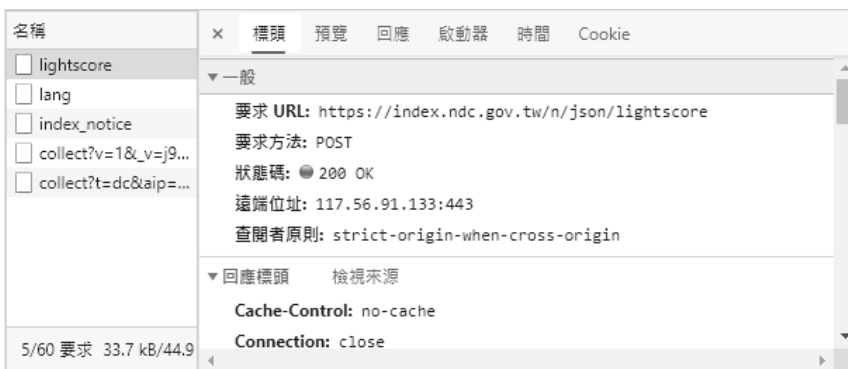 名稱
lightscore
lang
index_notice
collect?v=1&_v=j9...
collect?t=dc&aip=...
5/60 要求 33.7 kB/44.9
× 標頭 預覽 回應 啟動器 時間 Cookie
▼一般
要求 URL: https://index.ndc.gov.tw/n/json/lightscore
要求方法: POST
狀態碼: 200 OK
遠端位址: 117.56.91.133:443
查閱者原則: strict-origin-when-cross-origin
▼回應標頭 檢視來源
Cache-Control: no-cache
Connection: close